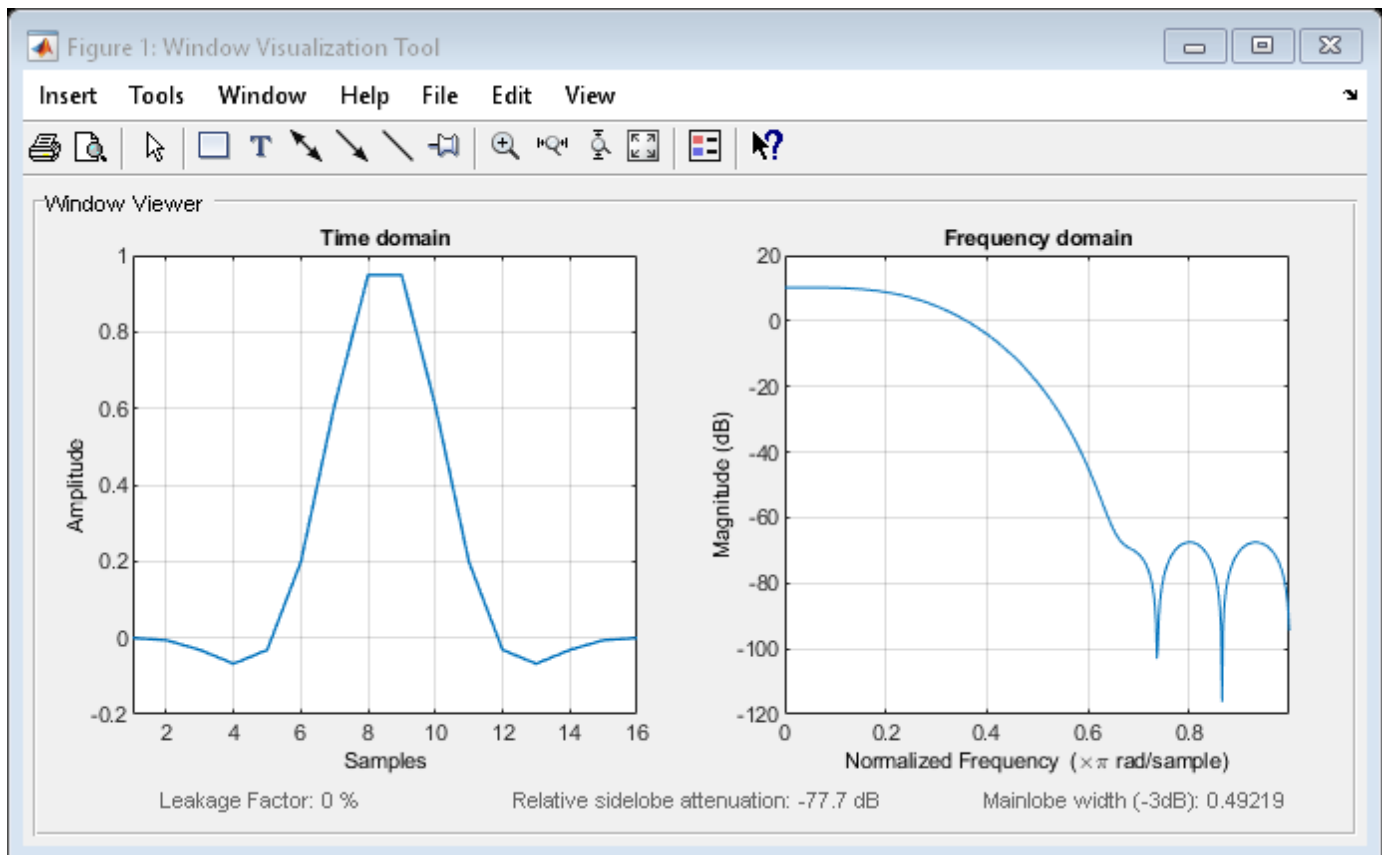 Figure 1: Window Visualization Tool
Insert Tools Window Help File Edit View
T
?
Window Viewer
Time domain
1
0.8
0.6
0.4
0.2
0
-0.2
Amplitude
2 4 6 8 10 12 14 16
Samples
Frequency domain
20
0
-20
-40
-60
-80
-100
-120
Magnitude (dB)
0 0.2 0.4 0.6 0.8
Normalized Frequency (×π rad/sample)
Leakage Factor: 0 %
Relative sidelobe attenuation: -77.7 dB
Mainlobe width (-3dB): 0.49219